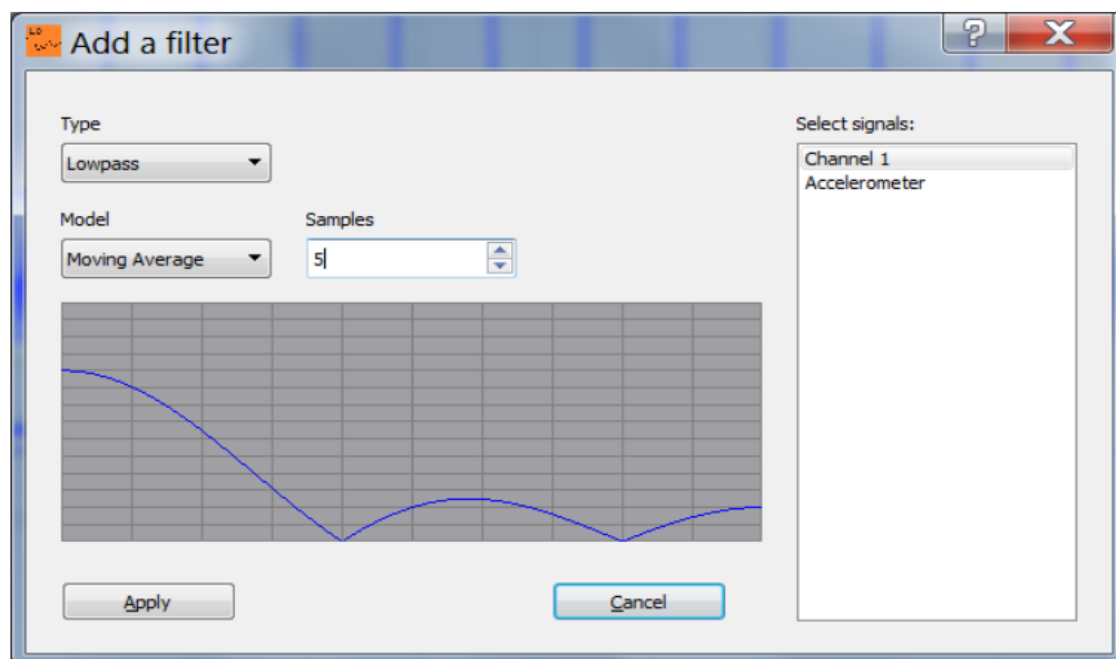 Add a filter
Type
Lowpass
Model
Moving Average
Samples
5
Select signals:
Channel 1
Accelerometer
Apply
Cancel